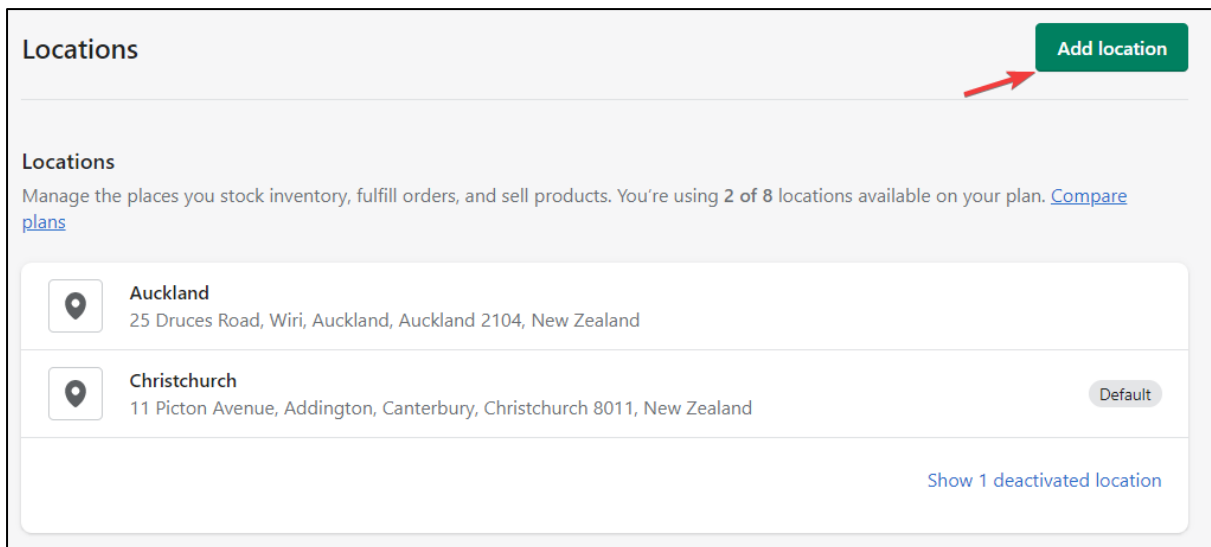 Locations
Add location
Locations
Manage the places you stock inventory, fulfill orders, and sell products. You’re using 2 of 8 locations available on your plan. Compare
plans
Auckland
25 Druces Road, Wiri, Auckland, Auckland 2104, New Zealand
Christchurch
11 Picton Avenue, Addington, Canterbury, Christchurch 8011, New Zealand
Default
Show 1 deactivated location